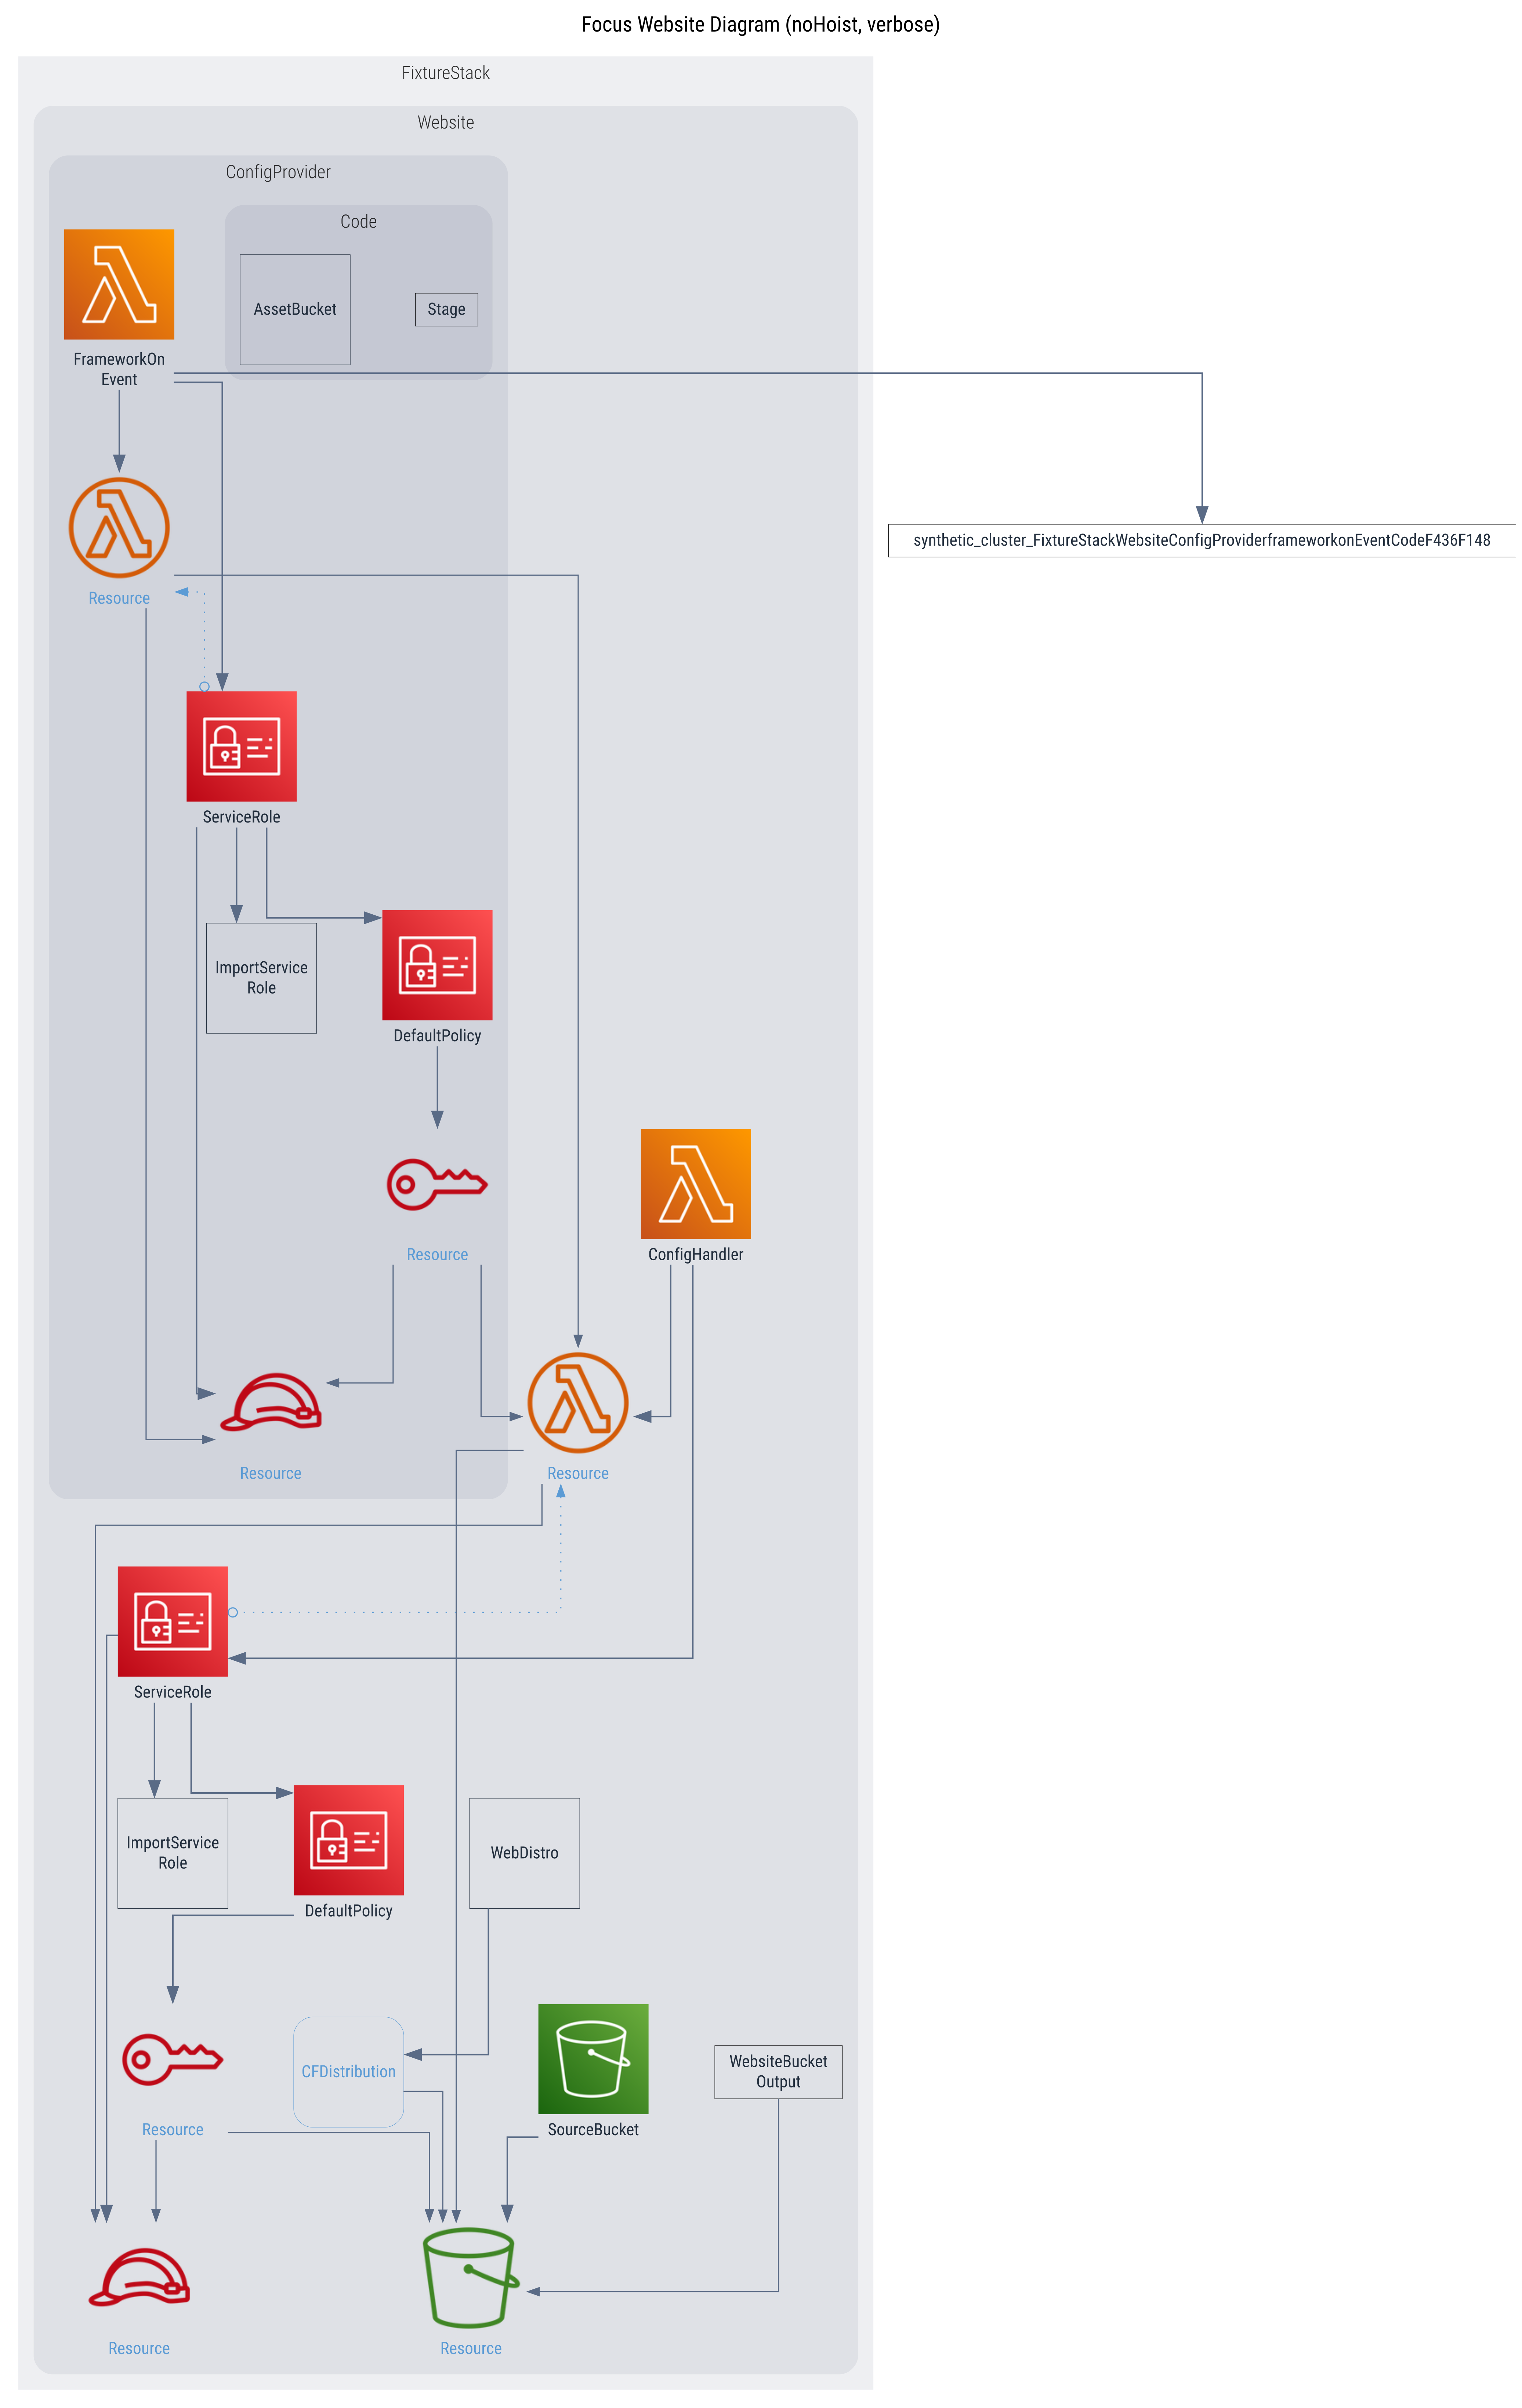 Focus Website Diagram (noHoist, verbose)
FixtureStack
Website
ConfigProvider
Code
AssetBucket
Stage
FrameworkOn
Event
synthetic_cluster_FixtureStackWebsiteConfigProviderframeworkonEventCodeF436F148
Resource
ServiceRole
ImportService
Role
DefaultPolicy
Resource
ConfigHandler
Resource
Resource
ServiceRole
ImportService
Role
DefaultPolicy
WebDistro
CFDistribution
WebsiteBucket
Output
Resource
SourceBucket
Resource
Resource